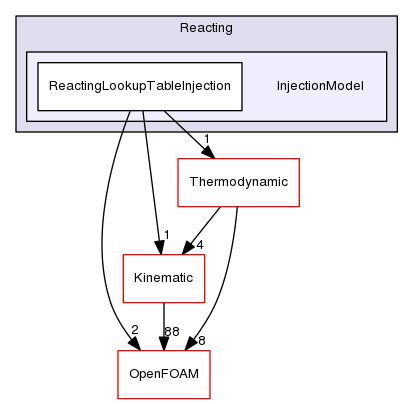 Reacting
ReactingLookupTableInjection
InjectionModel
1
Thermodynamic
1
4
Kinematic
2
88
8
OpenFOAM